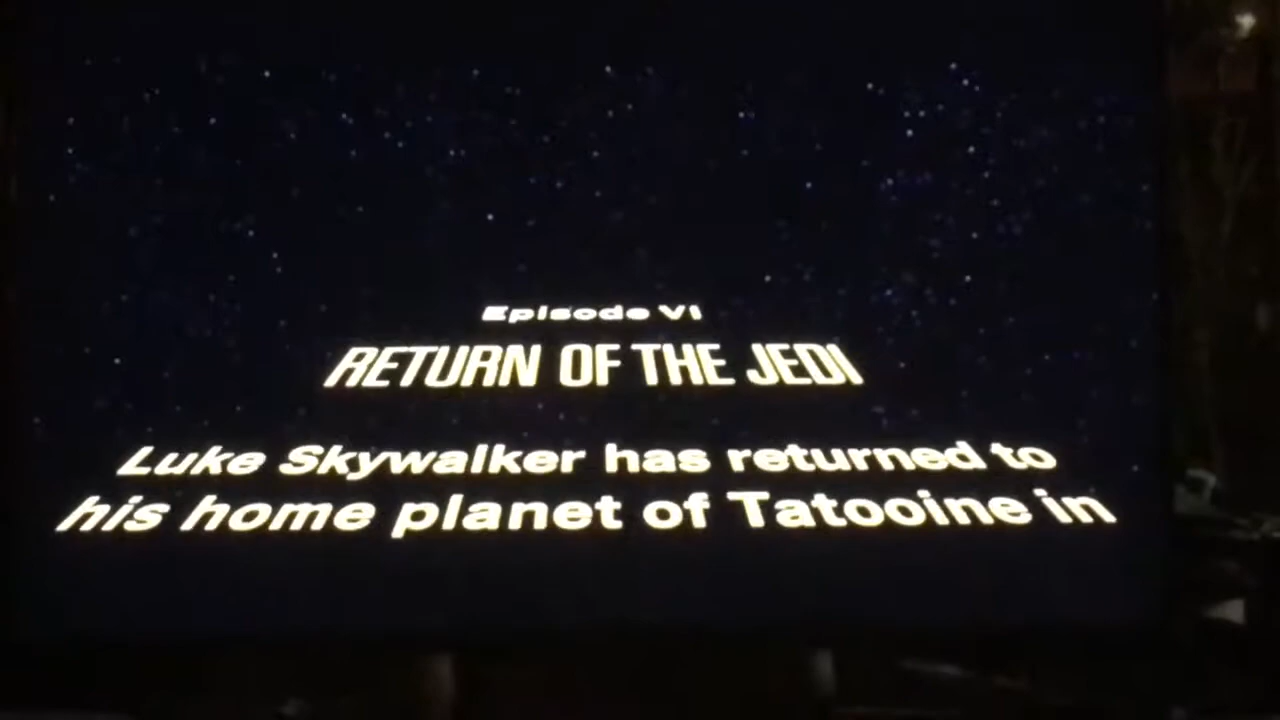 Episode VI
RETURN OF THE JEDI
Luke Skywalker has returned to
his home planet of Tatooine in